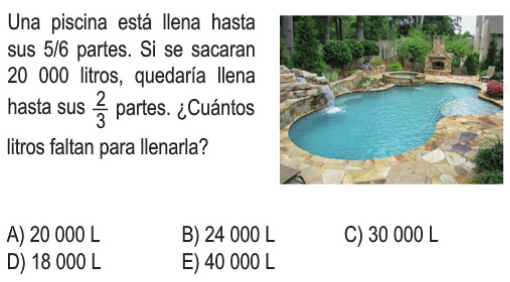 Una piscina está llena hasta
sus 5/6 partes. Si se sacaran
20 000 litros, quedaría llena
hasta sus 2/3 partes. ¿Cuántos
litros faltan para llenarla?
A) 20 000 L B) 24 000 L C) 30 000 L
D) 18 000 L E) 40 000 L